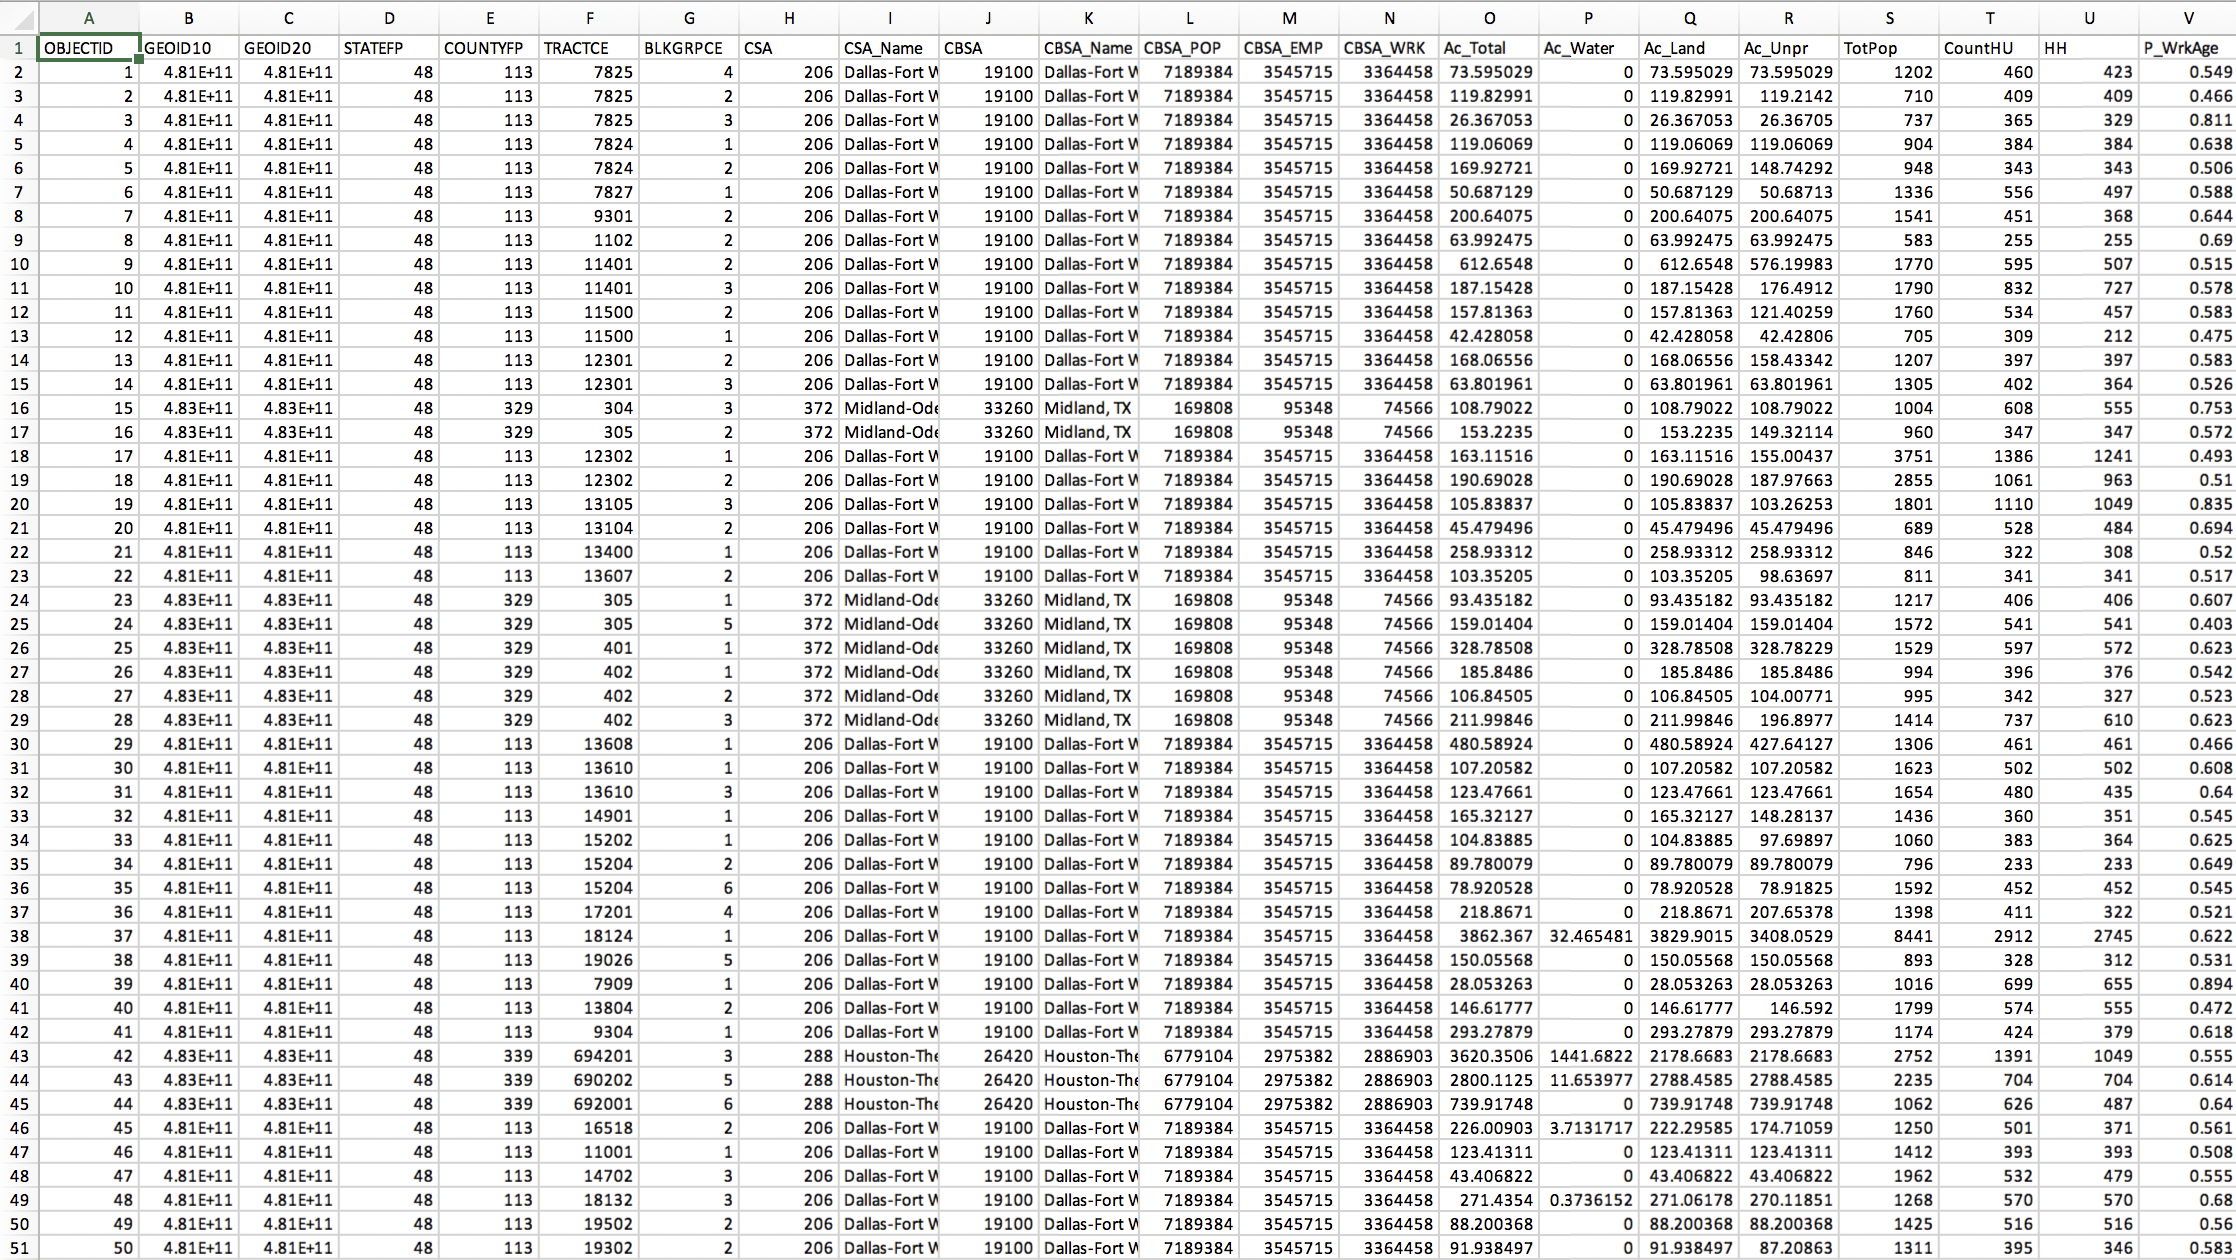 A B C D E F G H I J K L M N O P Q R S T U V
1 OBJECTID GEOID10 GEOID20 STATEFP COUNTYFP TRACTCE BLKGRPCE CSA CSA_Name CBSA CBSA_Name CBSA_POP CBSA_EMP CBSA_WRK Ac_Total Ac_Water Ac_Land Ac_Unpr TotPop CountHU HH P_WrkAge
2 1 4.81E+11 4.81E+11 48 113 7825 4 206 Dallas-Fort W 19100 Dallas-Fort W 7189384 3545715 3364458 73.595029 0 73.595029 73.595029 1202 460 423 0.549
3 2 4.81E+11 4.81E+11 48 113 7825 2 206 Dallas-Fort W 19100 Dallas-Fort W 7189384 3545715 3364458 119.82991 0 119.82991 119.2142 710 409 409 0.466
4 3 4.81E+11 4.81E+11 48 113 7825 3 206 Dallas-Fort W 19100 Dallas-Fort W 7189384 3545715 3364458 26.367053 0 26.367053 26.36705 737 365 329 0.811
5 4 4.81E+11 4.81E+11 48 113 7824 1 206 Dallas-Fort W 19100 Dallas-Fort W 7189384 3545715 3364458 119.06069 0 119.06069 119.06069 904 384 384 0.638
6 5 4.81E+11 4.81E+11 48 113 7824 2 206 Dallas-Fort W 19100 Dallas-Fort W 7189384 3545715 3364458 169.92721 0 169.92721 148.74292 948 343 343 0.506
7 6 4.81E+11 4.81E+11 48 113 7827 1 206 Dallas-Fort W 19100 Dallas-Fort W 7189384 3545715 3364458 50.687129 0 50.687129 50.68713 1336 556 497 0.588
8 7 4.81E+11 4.81E+11 48 113 9301 2 206 Dallas-Fort W 19100 Dallas-Fort W 7189384 3545715 3364458 200.64075 0 200.64075 200.64075 1541 451 368 0.644
9 8 4.81E+11 4.81E+11 48 113 1102 2 206 Dallas-Fort W 19100 Dallas-Fort W 7189384 3545715 3364458 63.992475 0 63.992475 63.992475 583 255 255 0.69
10 9 4.81E+11 4.81E+11 48 113 11401 2 206 Dallas-Fort W 19100 Dallas-Fort W 7189384 3545715 3364458 612.6548 0 612.6548 576.19983 1770 595 507 0.515
11 10 4.81E+11 4.81E+11 48 113 11401 3 206 Dallas-Fort W 19100 Dallas-Fort W 7189384 3545715 3364458 187.15428 0 187.15428 176.4912 1790 832 727 0.578
12 11 4.81E+11 4.81E+11 48 113 11500 2 206 Dallas-Fort W 19100 Dallas-Fort W 7189384 3545715 3364458 157.81363 0 157.81363 121.40259 1760 534 457 0.583
13 12 4.81E+11 4.81E+11 48 113 11500 1 206 Dallas-Fort W 19100 Dallas-Fort W 7189384 3545715 3364458 42.428058 0 42.428058 42.42806 705 309 212 0.475
14 13 4.81E+11 4.81E+11 48 113 12301 2 206 Dallas-Fort W 19100 Dallas-Fort W 7189384 3545715 3364458 168.06556 0 168.06556 158.43342 1207 397 397 0.583
15 14 4.81E+11 4.81E+11 48 113 12301 3 206 Dallas-Fort W 19100 Dallas-Fort W 7189384 3545715 3364458 63.801961 0 63.801961 63.801961 1305 402 364 0.526
16 15 4.83E+11 4.83E+11 48 329 304 3 372 Midland-Ode 33260 Midland, TX 169808 95348 74566 108.79022 0 108.79022 108.79022 1004 608 555 0.753
17 16 4.83E+11 4.83E+11 48 329 305 2 372 Midland-Ode 33260 Midland, TX 169808 95348 74566 153.2235 0 153.2235 149.32114 960 347 347 0.572
18 17 4.81E+11 4.81E+11 48 113 12302 1 206 Dallas-Fort W 19100 Dallas-Fort W 7189384 3545715 3364458 163.11516 0 163.11516 155.00437 3751 1386 1241 0.493
19 18 4.81E+11 4.81E+11 48 113 12302 2 206 Dallas-Fort W 19100 Dallas-Fort W 7189384 3545715 3364458 190.69028 0 190.69028 187.97663 2855 1061 963 0.51
20 19 4.81E+11 4.81E+11 48 113 13105 3 206 Dallas-Fort W 19100 Dallas-Fort W 7189384 3545715 3364458 105.83837 0 105.83837 103.26253 1801 1110 1049 0.835
21 20 4.81E+11 4.81E+11 48 113 13104 2 206 Dallas-Fort W 19100 Dallas-Fort W 7189384 3545715 3364458 45.479496 0 45.479496 45.479496 689 528 484 0.694
22 21 4.81E+11 4.81E+11 48 113 13400 1 206 Dallas-Fort W 19100 Dallas-Fort W 7189384 3545715 3364458 258.93312 0 258.93312 258.93312 846 322 308 0.52
23 22 4.81E+11 4.81E+11 48 113 13607 2 206 Dallas-Fort W 19100 Dallas-Fort W 7189384 3545715 3364458 103.35205 0 103.35205 98.63697 811 341 341 0.517
24 23 4.83E+11 4.83E+11 48 329 305 1 372 Midland-Ode 33260 Midland, TX 169808 95348 74566 93.435182 0 93.435182 93.435182 1217 406 406 0.607
25 24 4.83E+11 4.83E+11 48 329 305 5 372 Midland-Ode 33260 Midland, TX 169808 95348 74566 159.01404 0 159.01404 159.01404 1572 541 541 0.403
26 25 4.83E+11 4.83E+11 48 329 401 1 372 Midland-Ode 33260 Midland, TX 169808 95348 74566 328.78508 0 328.78508 328.78229 1529 597 572 0.623
27 26 4.83E+11 4.83E+11 48 329 402 1 372 Midland-Ode 33260 Midland, TX 169808 95348 74566 185.8486 0 185.8486 185.8486 994 396 376 0.542
28 27 4.83E+11 4.83E+11 48 329 402 2 372 Midland-Ode 33260 Midland, TX 169808 95348 74566 106.84505 0 106.84505 104.00771 995 342 327 0.523
29 28 4.83E+11 4.83E+11 48 329 402 3 372 Midland-Ode 33260 Midland, TX 169808 95348 74566 211.99846 0 211.99846 196.8977 1414 737 610 0.623
30 29 4.81E+11 4.81E+11 48 113 13608 1 206 Dallas-Fort W 19100 Dallas-Fort W 7189384 3545715 3364458 480.58924 0 480.58924 427.64127 1306 461 461 0.466
31 30 4.81E+11 4.81E+11 48 113 13610 1 206 Dallas-Fort W 19100 Dallas-Fort W 7189384 3545715 3364458 107.20582 0 107.20582 107.20582 1623 502 502 0.608
32 31 4.81E+11 4.81E+11 48 113 13610 3 206 Dallas-Fort W 19100 Dallas-Fort W 7189384 3545715 3364458 123.47661 0 123.47661 123.47661 1654 480 435 0.64
33 32 4.81E+11 4.81E+11 48 113 14901 1 206 Dallas-Fort W 19100 Dallas-Fort W 7189384 3545715 3364458 165.32127 0 165.32127 148.28137 1436 360 351 0.545
34 33 4.81E+11 4.81E+11 48 113 15202 1 206 Dallas-Fort W 19100 Dallas-Fort W 7189384 3545715 3364458 104.83885 0 104.83885 97.69897 1060 383 364 0.625
35 34 4.81E+11 4.81E+11 48 113 15204 2 206 Dallas-Fort W 19100 Dallas-Fort W 7189384 3545715 3364458 89.780079 0 89.780079 89.780079 796 233 233 0.649
36 35 4.81E+11 4.81E+11 48 113 15204 6 206 Dallas-Fort W 19100 Dallas-Fort W 7189384 3545715 3364458 78.920528 0 78.920528 78.91825 1592 452 452 0.545
37 36 4.81E+11 4.81E+11 48 113 17201 4 206 Dallas-Fort W 19100 Dallas-Fort W 7189384 3545715 3364458 218.8671 0 218.8671 207.65378 1398 411 322 0.521
38 37 4.81E+11 4.81E+11 48 113 18124 1 206 Dallas-Fort W 19100 Dallas-Fort W 7189384 3545715 3364458 3862.367 32.465481 3829.9015 3408.0529 8441 2912 2745 0.622
39 38 4.81E+11 4.81E+11 48 113 19026 5 206 Dallas-Fort W 19100 Dallas-Fort W 7189384 3545715 3364458 150.05568 0 150.05568 150.05568 893 328 312 0.531
40 39 4.81E+11 4.81E+11 48 113 7909 1 206 Dallas-Fort W 19100 Dallas-Fort W 7189384 3545715 3364458 28.053263 0 28.053263 28.053263 1016 699 655 0.894
41 40 4.81E+11 4.81E+11 48 113 13804 2 206 Dallas-Fort W 19100 Dallas-Fort W 7189384 3545715 3364458 146.61777 0 146.61777 146.592 1799 574 555 0.472
42 41 4.81E+11 4.81E+11 48 113 9304 1 206 Dallas-Fort W 19100 Dallas-Fort W 7189384 3545715 3364458 293.27879 0 293.27879 293.27879 1174 424 379 0.618
43 42 4.83E+11 4.83E+11 48 339 694201 3 288 Houston-The 26420 Houston-The 6779104 2975382 2886903 3620.3506 1441.6822 2178.6683 2178.6683 2752 1391 1049 0.555
44 43 4.83E+11 4.83E+11 48 339 690202 5 288 Houston-The 26420 Houston-The 6779104 2975382 2886903 2800.1125 11.653977 2788.4585 2788.4585 2235 704 704 0.614
45 44 4.83E+11 4.83E+11 48 339 692001 6 288 Houston-The 26420 Houston-The 6779104 2975382 2886903 739.91748 0 739.91748 739.91748 1062 626 487 0.64
46 45 4.81E+11 4.81E+11 48 113 16518 2 206 Dallas-Fort W 19100 Dallas-Fort W 7189384 3545715 3364458 226.00903 3.7131717 222.29585 174.71059 1250 501 371 0.561
47 46 4.81E+11 4.81E+11 48 113 11001 1 206 Dallas-Fort W 19100 Dallas-Fort W 7189384 3545715 3364458 123.41311 0 123.41311 123.41311 1412 393 393 0.508
48 47 4.81E+11 4.81E+11 48 113 14702 3 206 Dallas-Fort W 19100 Dallas-Fort W 7189384 3545715 3364458 43.406822 0 43.406822 43.406822 1962 532 479 0.555
49 48 4.81E+11 4.81E+11 48 113 18132 3 206 Dallas-Fort W 19100 Dallas-Fort W 7189384 3545715 3364458 271.4354 0.3736152 271.06178 270.11851 1268 570 570 0.68
50 49 4.81E+11 4.81E+11 48 113 19502 2 206 Dallas-Fort W 19100 Dallas-Fort W 7189384 3545715 3364458 88.200368 0 88.200368 88.200368 1425 516 516 0.56
51 50 4.81E+11 4.81E+11 48 113 19302 2 206 Dallas-Fort W 19100 Dallas-Fort W 7189384 3545715 3364458 91.938497 0 91.938497 87.20863 1311 395 346 0.583